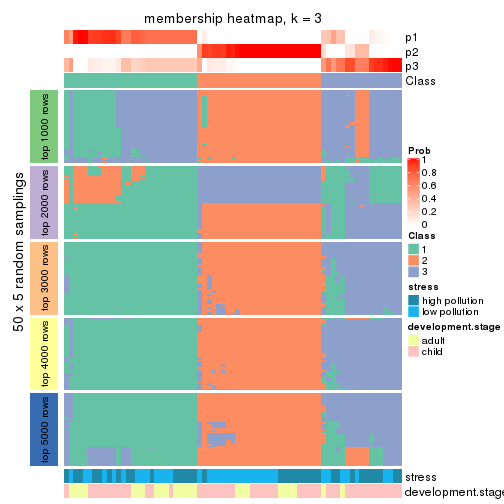 membership heatmap, k = 3
p1
p2
p3
Class
50 x 5 random samplings
top 1000 rows
top 2000 rows
top 3000 rows
top 4000 rows
top 5000 rows
stress
development.stage
Prob
1
0.8
0.6
0.4
0.2
0
Class
1
2
3
stress
high pollution
low pollution
development.stage
adult
child